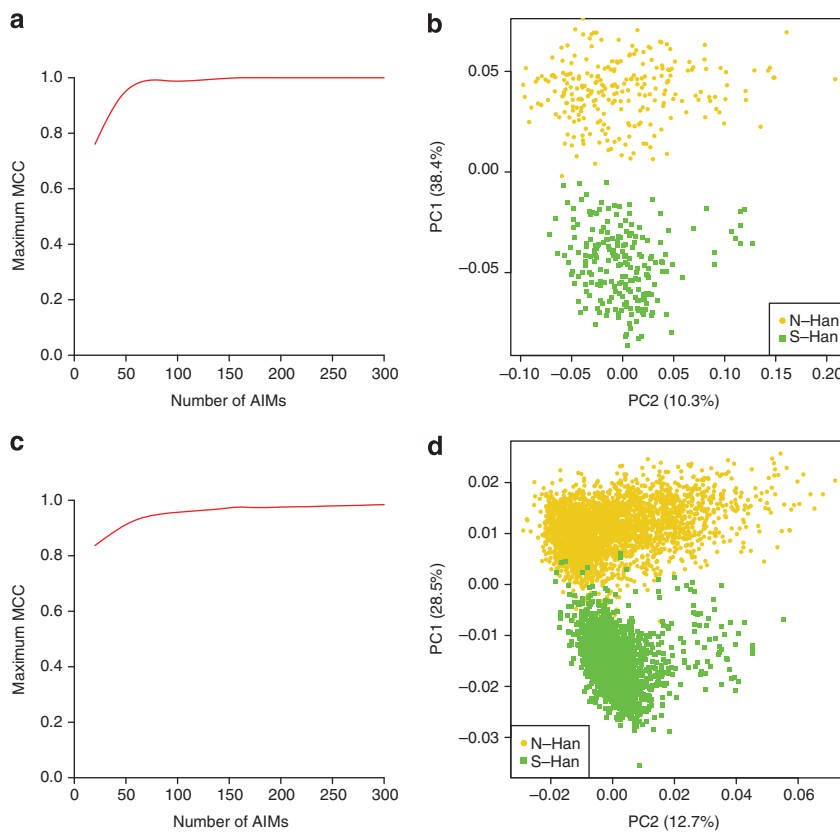 a
1.0
0.8
0.6
0.4
0.2
0.0
Maximum MCC
0 50 100 150 200 250 300
Number of AIMs
b
0.05
0.00
−0.05
PC1 (38.4%)
N–Han
S–Han
−0.10 −0.05 0.00 0.05 0.10 0.15 0.20
PC2 (10.3%)
c
1.0
0.8
0.6
0.4
0.2
0.0
Maximum MCC
0 50 100 150 200 250 300
Number of AIMs
d
0.02
0.01
0.00
−0.01
−0.02
−0.03
PC1 (28.5%)
N–Han
S–Han
−0.02 0.00 0.02 0.04 0.06
PC2 (12.7%)